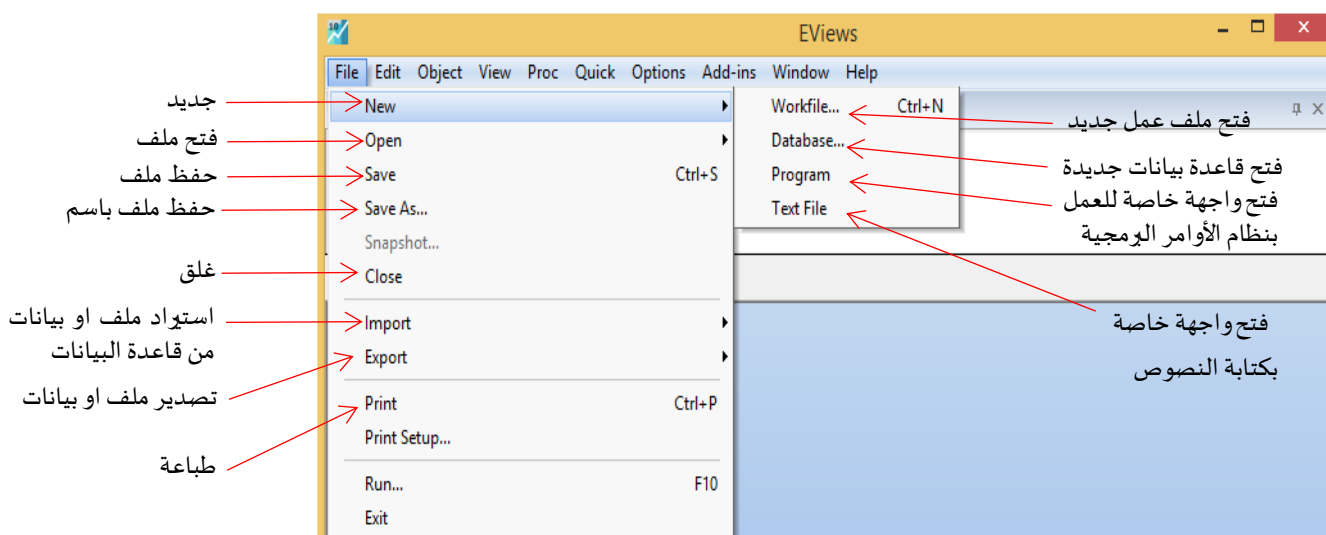 10
EViews
File Edit Object View Proc Quick Options Add-ins Window Help
New
Open
Save Ctrl+S
Save As...
Snapshot...
Close
Import
Export
Print Ctrl+P
Print Setup...
Run... F10
Exit
Workfile... Ctrl+N
Database...
Program
Text File
جديد
فتح ملف
حفظ ملف
حفظ ملف باسم
غلق
استيراد ملف او بيانات
من قاعدة البيانات
تصدير ملف او بيانات
طباعة
فتح ملف عمل جديد
فتح قاعدة بيانات جديدة
فتح واجهة خاصة للعمل
بنظام الأوامر البرمجية
فتح واجهة خاصة
بكتابة النصوص